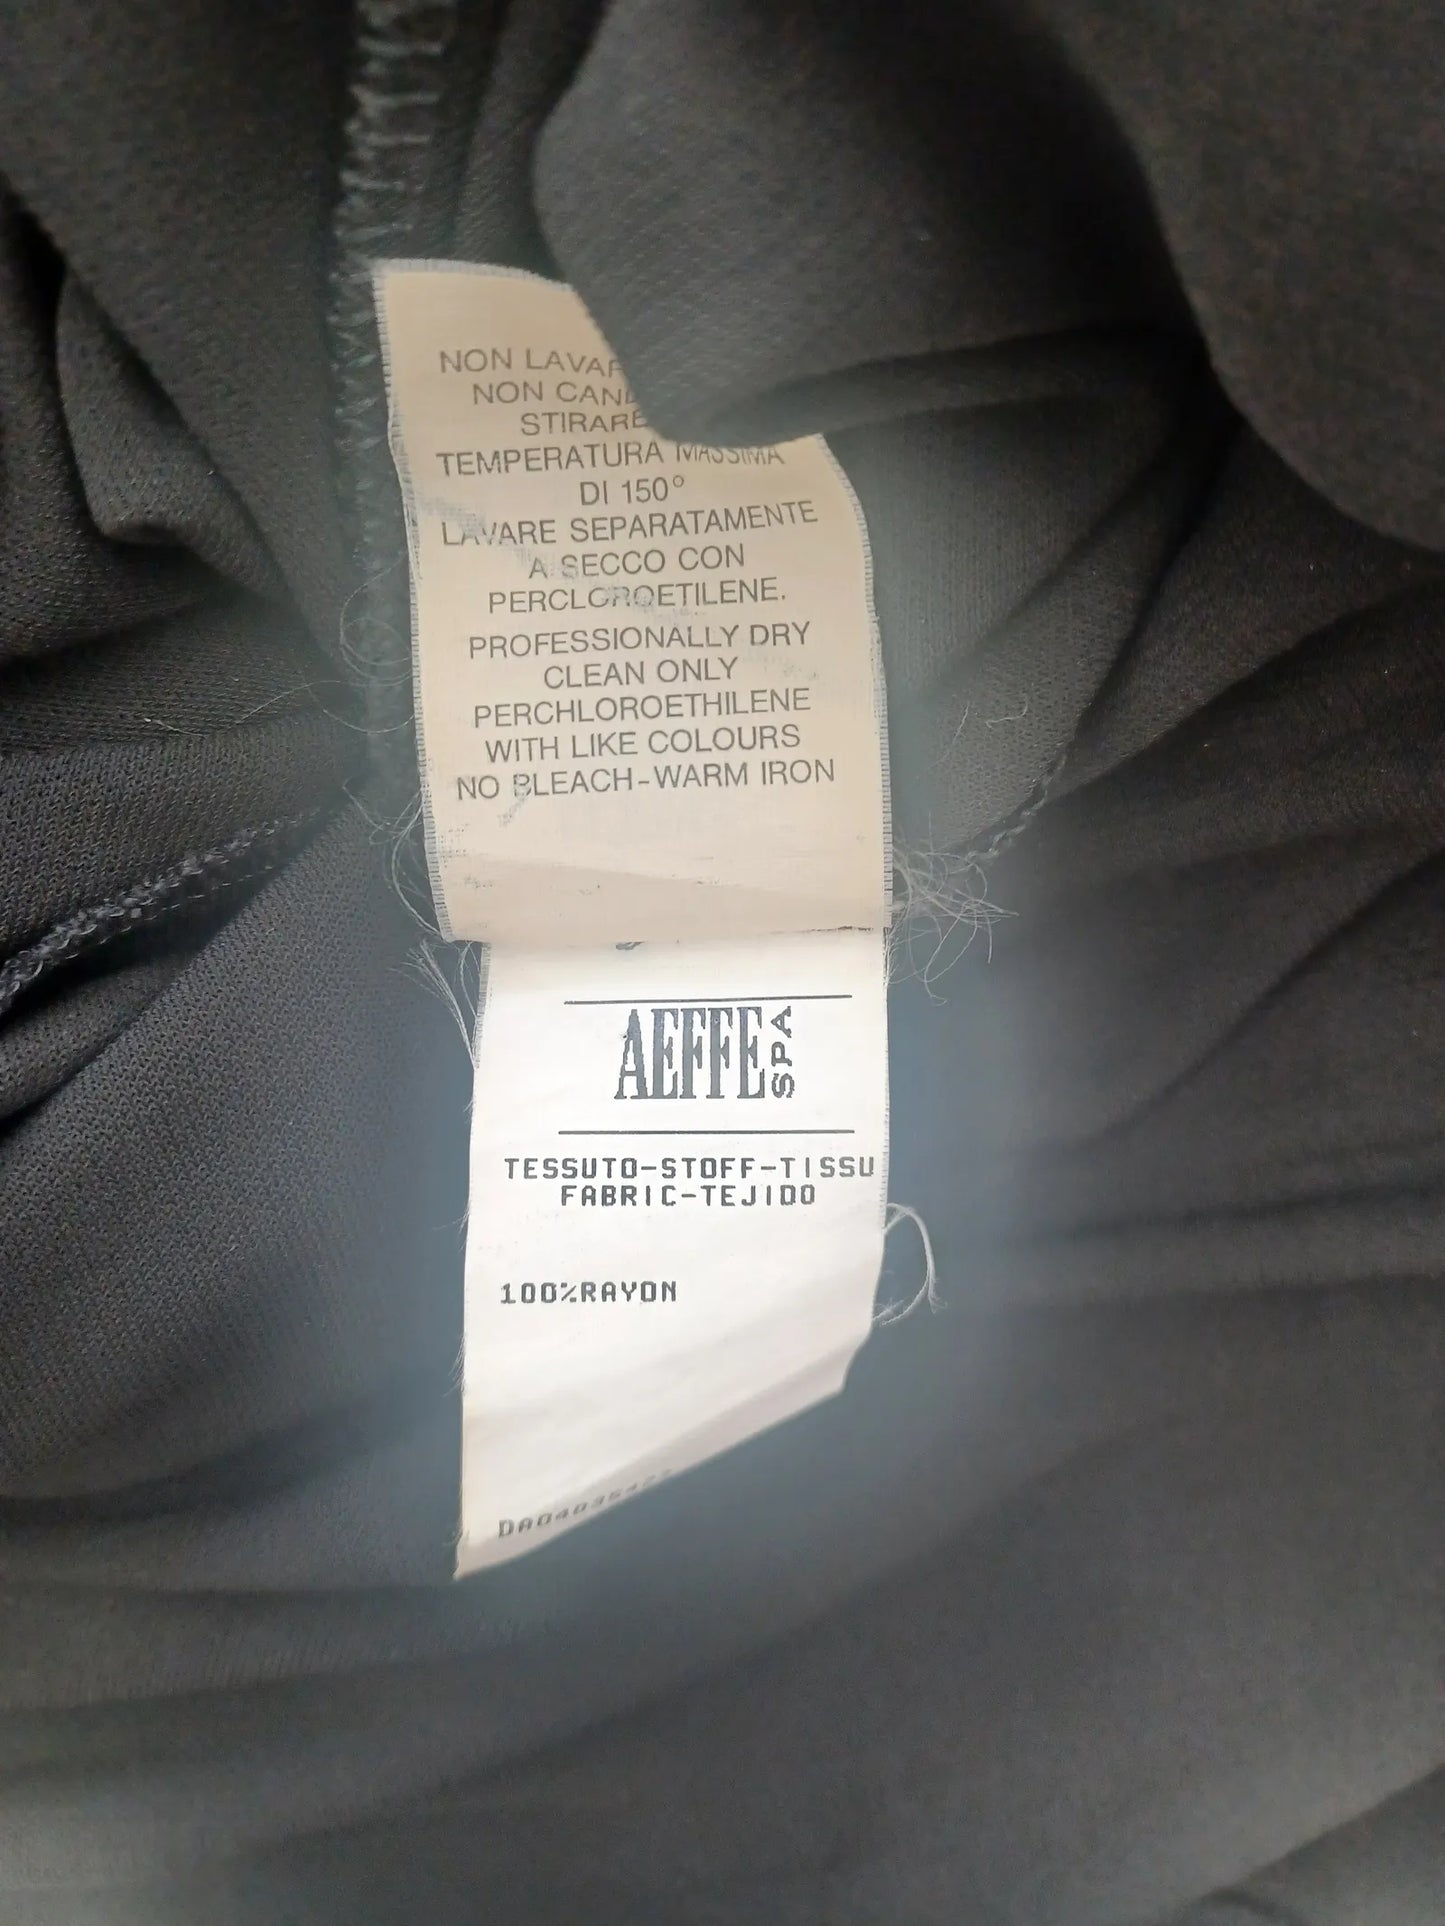 NON LAVAR
NON CAND
STIRARE
TEMPERATURA MASSIMA
DI 150°
LAVARE SEPARATAMENTE
A SECCO CON
PERCLOROETILENE.
PROFESSIONALLY DRY
CLEAN ONLY
PERCHLOROETHILENE
WITH LIKE COLOURS
NO BLEACH-WARM IRON
AEFFE SPA
TESSUTO-STOFF-TISSU
FABRIC-TEJIDO
100%RAYON